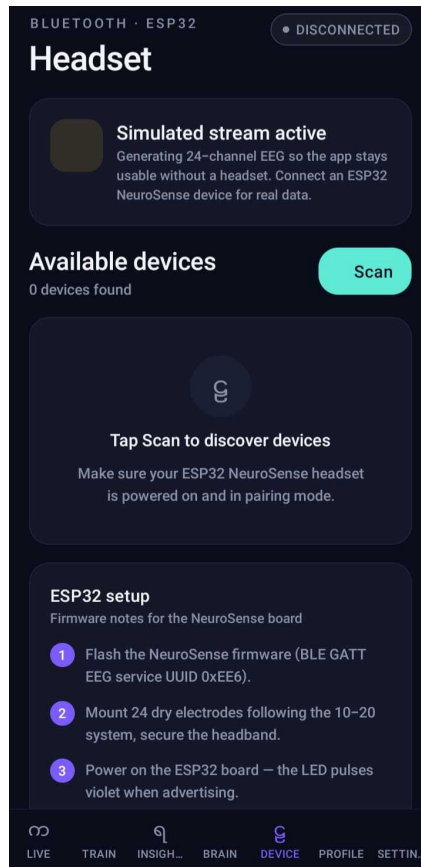 BLUETOOTH · ESP32
DISCONNECTED
Headset
Simulated stream active
Generating 24–channel EEG so the app stays
usable without a headset. Connect an ESP32
NeuroSense device for real data.
Available devices
0 devices found
Scan
Tap Scan to discover devices
Make sure your ESP32 NeuroSense headset
is powered on and in pairing mode.
ESP32 setup
Firmware notes for the NeuroSense board
1 Flash the NeuroSense firmware (BLE GATT
EEG service UUID 0xEE6).
2 Mount 24 dry electrodes following the 10–20
system, secure the headband.
3 Power on the ESP32 board — the LED pulses
violet when advertising.
LIVE TRAIN INSIGH... BRAIN DEVICE PROFILE SETTIN...